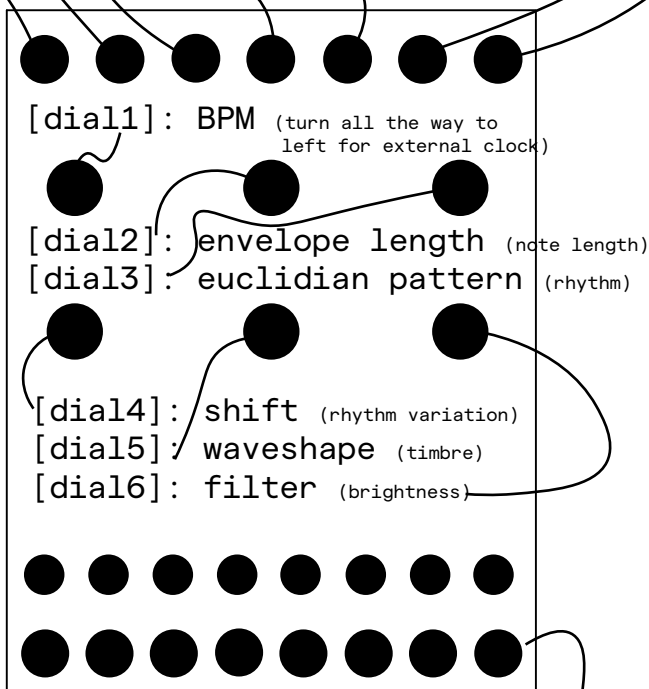 [dial1]: BPM (turn all the way to
left for external clock)
[dial2]: envelope length (note length)
[dial3]: euclidian pattern (rhythm)
[dial4]: shift (rhythm variation)
[dial5]: waveshape (timbre)
[dial6]: filter (brightness)